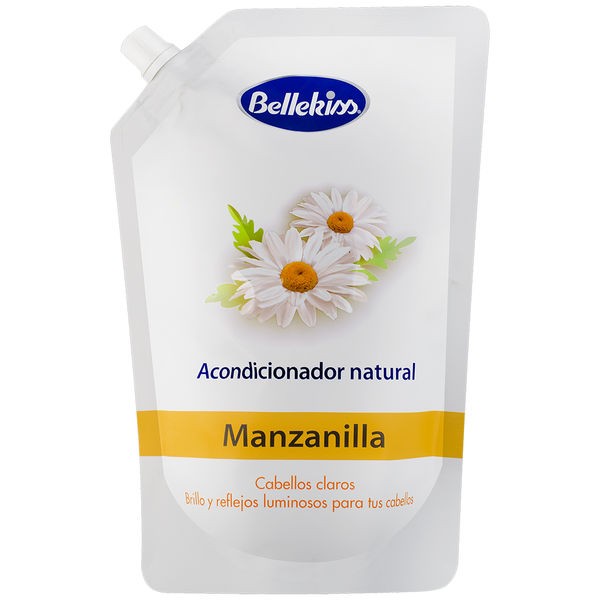 Bellekiss
Acondicionador natural
Manzanilla
Cabellos claros
Brillo y reflejos luminosos para tus cabellos